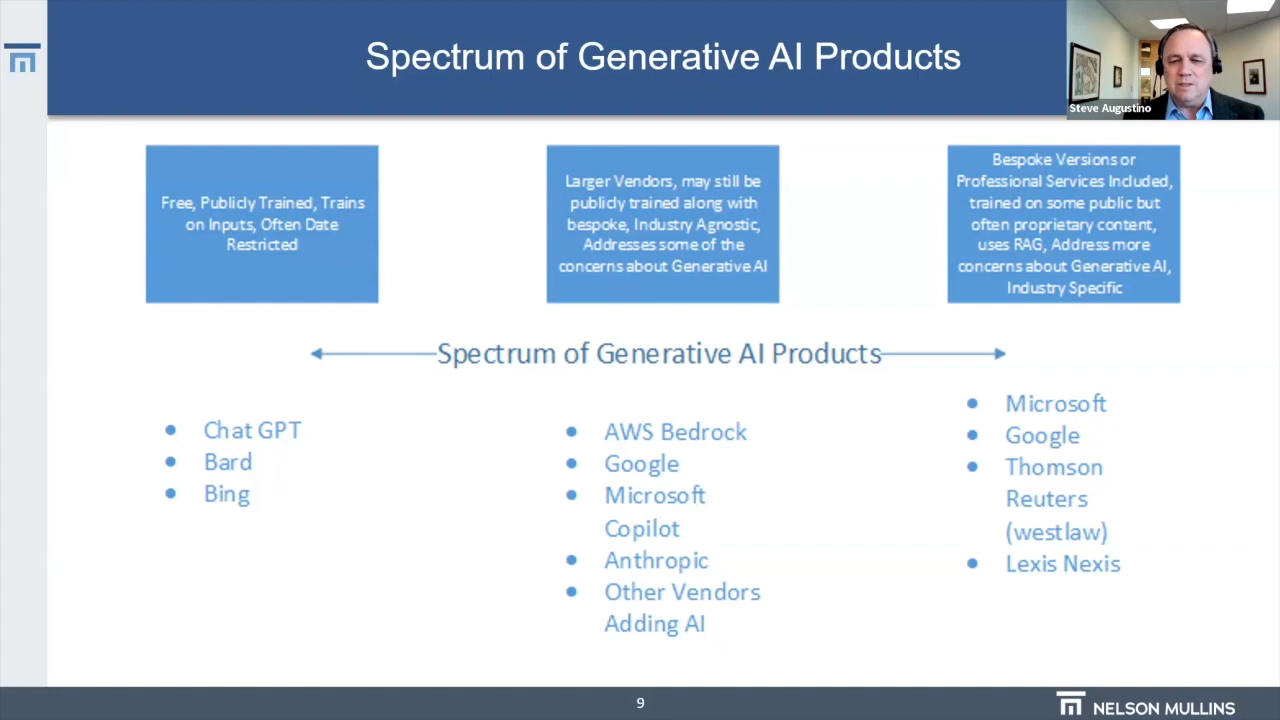 Spectrum of Generative AI Products
Steve Augustino
Free, Publicly Trained, Trains
on Inputs, Often Date
Restricted
Larger Vendors, may still be
publicly trained along with
bespoke, Industry Agnostic,
Addresses some of the
concerns about Generative AI
Bespoke Versions or
Professional Services Included,
trained on some public but
often proprietary content,
uses RAG, Address more
concerns about Generative AI,
Industry Specific
Spectrum of Generative AI Products
• Chat GPT
• Bard
• Bing
• AWS Bedrock
• Google
• Microsoft
Copilot
• Anthropic
• Other Vendors
Adding AI
• Microsoft
• Google
• Thomson
Reuters
(westlaw)
• Lexis Nexis
9
NELSON MULLINS